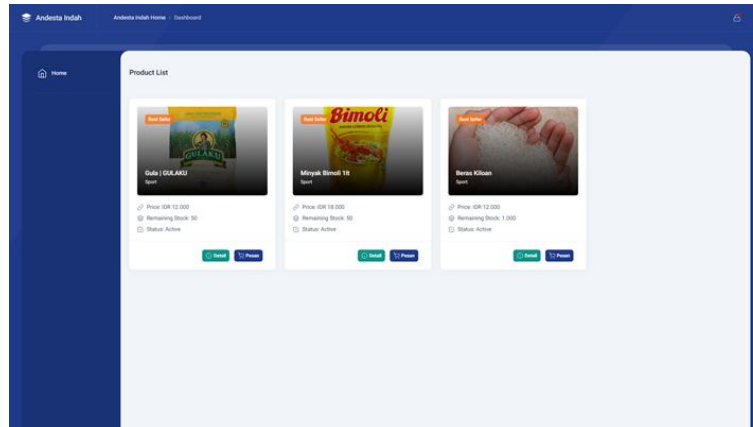 Andesta Indah
Andesta Indah Home Dashboard
Home
Product List
Best Seller
GULAKU
Gula | GULAKU
Sport
Price: IDR 12.000
Remaining Stock: 50
Status: Active
Detail
Pesan
Best Seller
Bimoli
Minyak Bimoli 1lt
Sport
Price: IDR 18.000
Remaining Stock: 50
Status: Active
Detail
Pesan
Best Seller
Beras Kiloan
Sport
Price: IDR 12.000
Remaining Stock: 1.000
Status: Active
Detail
Pesan